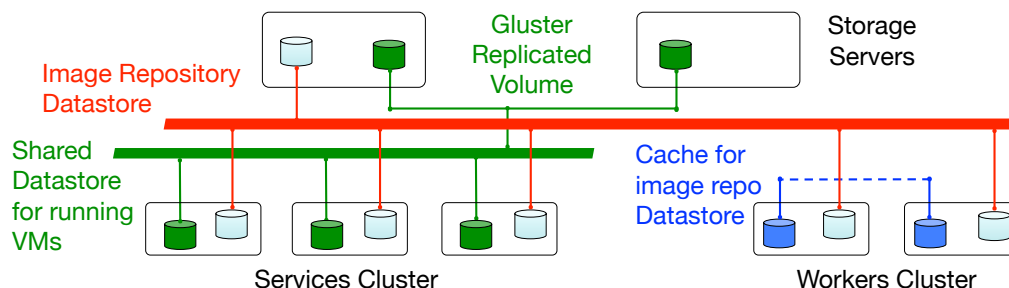 Gluster
Replicated
Volume
Storage
Servers
Image Repository
Datastore
Shared
Datastore
for running
VMs
Cache for
image repo
Datastore
Services Cluster
Workers Cluster